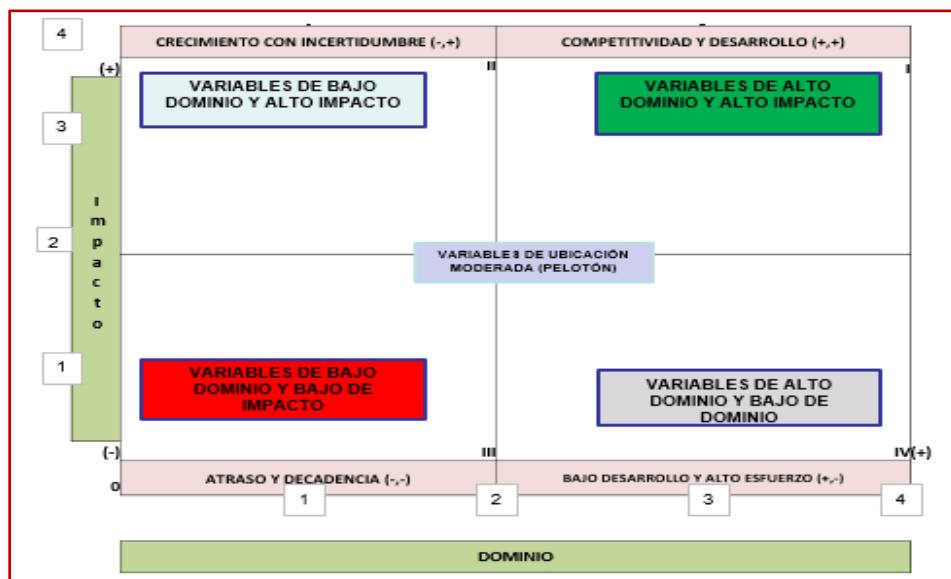 4
CRECIMIENTO CON INCERTIDUMBRE (-,+)
COMPETITIVIDAD Y DESARROLLO (+,+)
(+)
II
I
VARIABLES DE BAJO
DOMINIO Y ALTO IMPACTO
VARIABLES DE ALTO
DOMINIO Y ALTO IMPACTO
3
Impacto
2
VARIABLES DE UBICACIÓN
MODERADA (PELOTÓN)
1
VARIABLES DE BAJO
DOMINIO Y BAJO DE
IMPACTO
VARIABLES DE ALTO
DOMINIO Y BAJO DE
DOMINIO
(-)
III
IV(+)
0
ATRASO Y DECADENCIA (-,-)
BAJO DESARROLLO Y ALTO ESFUERZO (+,-)
1
2
3
4
DOMINIO